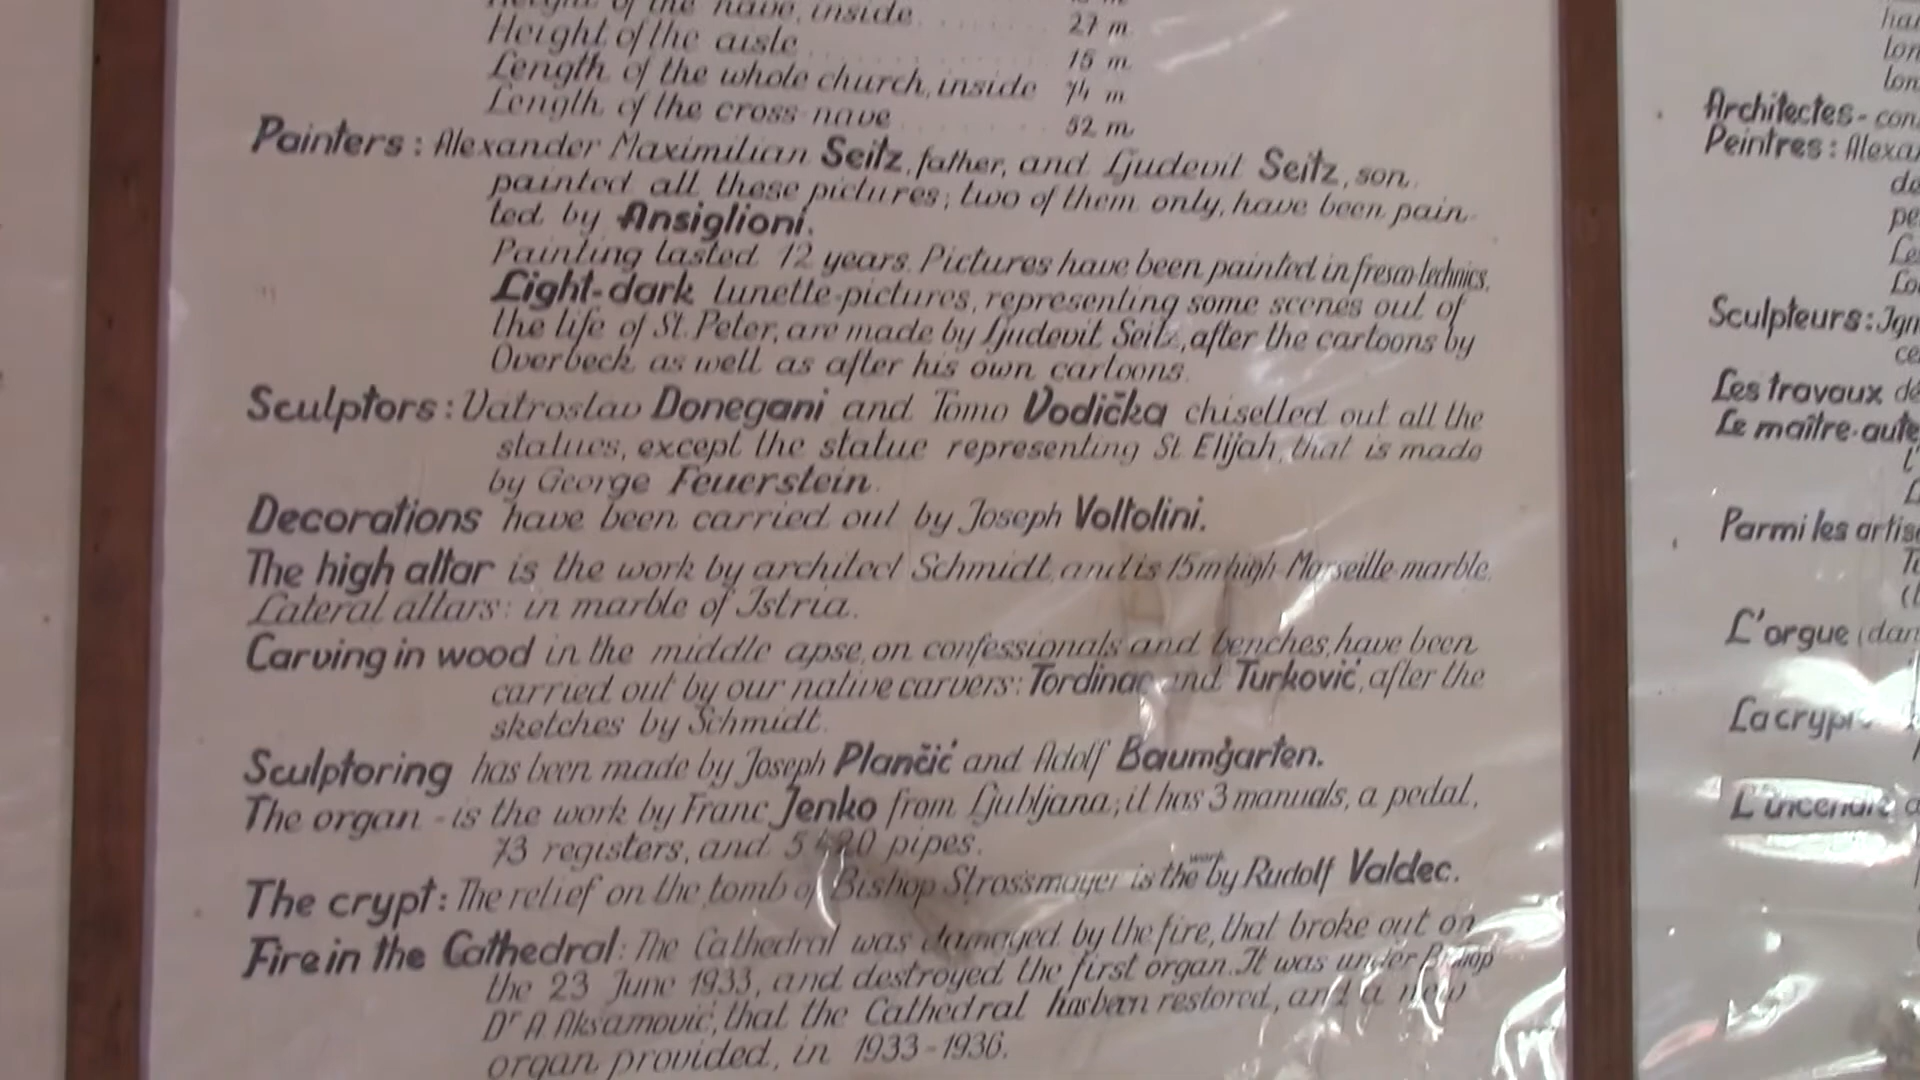 Height of the nave, inside
27 m.
Height of the aisle
15 m.
Length of the whole church, inside
74 m
Length of the cross nave
52 m.
Painters: Alexander Maximilian Seitz, father, and Ljudevit Seitz, son,
painted all these pictures; two of them only, have been pain-
ted by Ansiglioni.
Painting lasted 12 years. Pictures have been painted in fresco technics.
Light-dark lunette-pictures, representing some scenes out of
the life of St. Peter, are made by Ljudevit Seitz, after the cartoons by
Overbeck as well as after his own cartoons.
Sculptors: Vatroslav Donegani and Tomo Vodička chiselled out all the
statues, except the statue representing St. Elijah, that is made
by George Feuerstein.
Decorations have been carried out by Joseph Voltolini.
The high altar is the work by architect Schmidt, and is 15 m high-Marseille-marble.
Lateral altars: in marble of Istria.
Carving in wood in the middle apse, on confessionals and benches, have been
carried out by our native carvers: Tordinac and Turković, after the
sketches by Schmidt.
Sculptoring has been made by Joseph Plančić and Adolf Baumgarten.
The organ - is the work by Franc Jenko from Ljubljana; it has 3 manuals, a pedal,
73 registers, and pipes.
The crypt: The relief on the tomb of Bishop Strossmayer is the work by Rudolf Valdec.
Fire in the Cathedral: The Cathedral was damaged by the fire, that broke out on
the 23 June 1933, and destroyed the first organ. It was under Bishop
Dr A Aksamović, that the Cathedral has been restored, and a new
organ provided, in 1933-1936.
lon
lon
Architectes - con
Peintres: Alexa
de
pe
Le
Lo
Sculpteurs: Ign
ce
Les travaux dé
Le maître-aute
l'
Parmi les artis
L'orgue (dan
La cryp
L'incendie